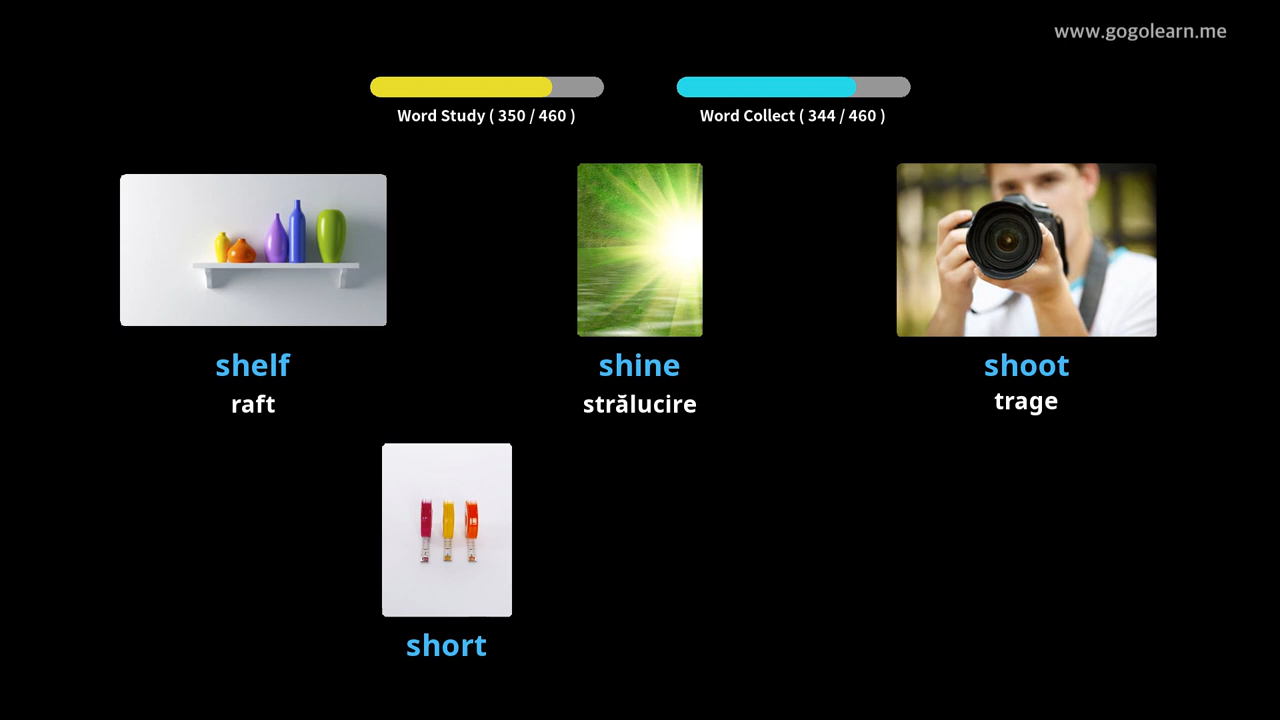 www.gogolearn.me
Word Study ( 350 / 460 )
Word Collect ( 344 / 460 )
shelf
shine
shoot
raft
strălucire
trage
short